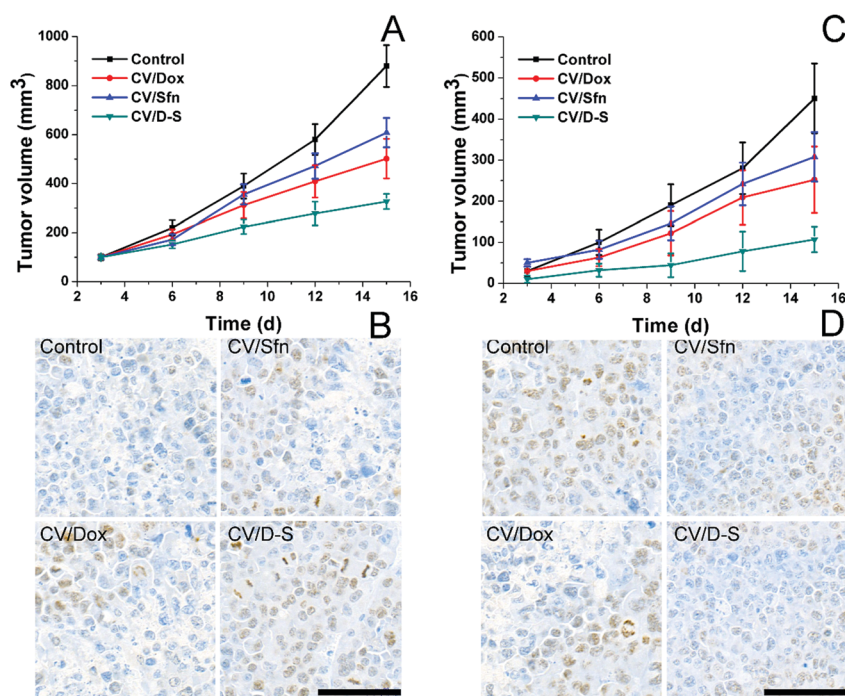 A
1000
800
600
400
200
0
Tumor volume (mm³)
Control
CV/Dox
CV/Sfn
CV/D-S
2 4 6 8 10 12 14 16
Time (d)
C
600
500
400
300
200
100
0
Tumor volume (mm³)
Control
CV/Dox
CV/Sfn
CV/D-S
2 4 6 8 10 12 14 16
Time (d)
B
Control CV/Sfn
CV/Dox CV/D-S
D
Control CV/Sfn
CV/Dox CV/D-S